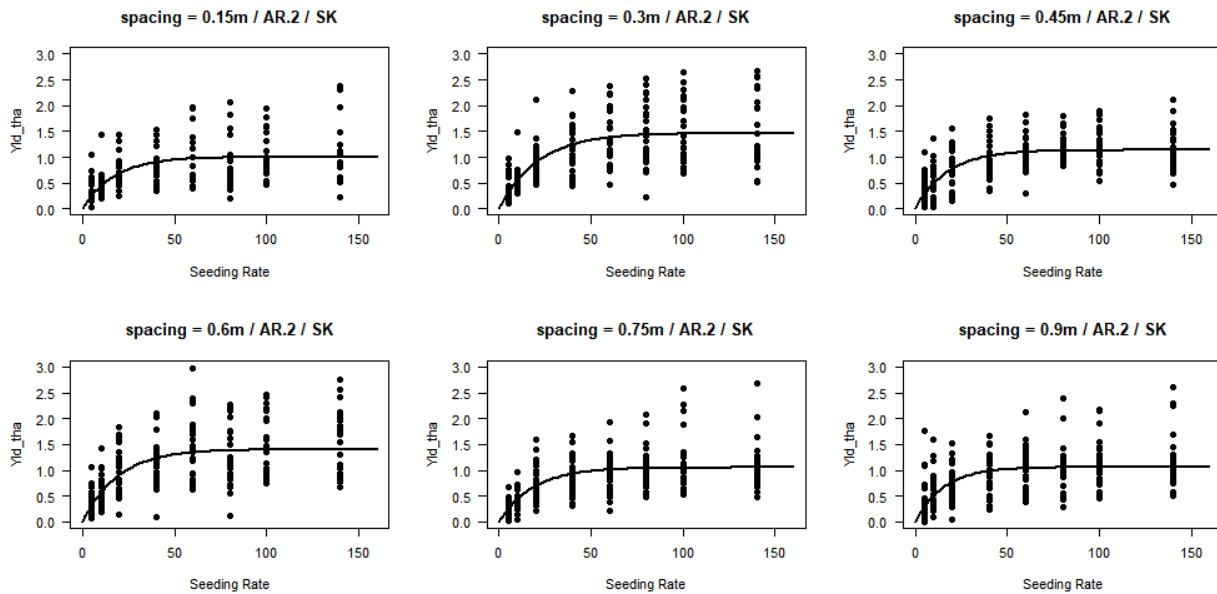 spacing = 0.15m / AR.2 / SK
spacing = 0.3m / AR.2 / SK
spacing = 0.45m / AR.2 / SK
Yld_tha
3.0
2.5
2.0
1.5
1.0
0.5
0.0
0 50 100 150
Seeding Rate
Yld_tha
3.0
2.5
2.0
1.5
1.0
0.5
0.0
0 50 100 150
Seeding Rate
Yld_tha
3.0
2.5
2.0
1.5
1.0
0.5
0.0
0 50 100 150
Seeding Rate
spacing = 0.6m / AR.2 / SK
spacing = 0.75m / AR.2 / SK
spacing = 0.9m / AR.2 / SK
Yld_tha
3.0
2.5
2.0
1.5
1.0
0.5
0.0
0 50 100 150
Seeding Rate
Yld_tha
3.0
2.5
2.0
1.5
1.0
0.5
0.0
0 50 100 150
Seeding Rate
Yld_tha
3.0
2.5
2.0
1.5
1.0
0.5
0.0
0 50 100 150
Seeding Rate